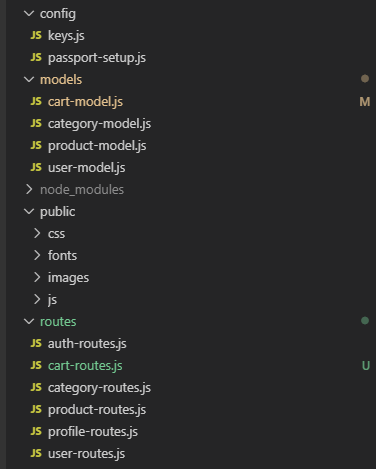 config
JS keys.js
JS passport-setup.js
models
JS cart-model.js M
JS category-model.js
JS product-model.js
JS user-model.js
node_modules
public
css
fonts
images
js
routes
JS auth-routes.js
JS cart-routes.js U
JS category-routes.js
JS product-routes.js
JS profile-routes.js
JS user-routes.js